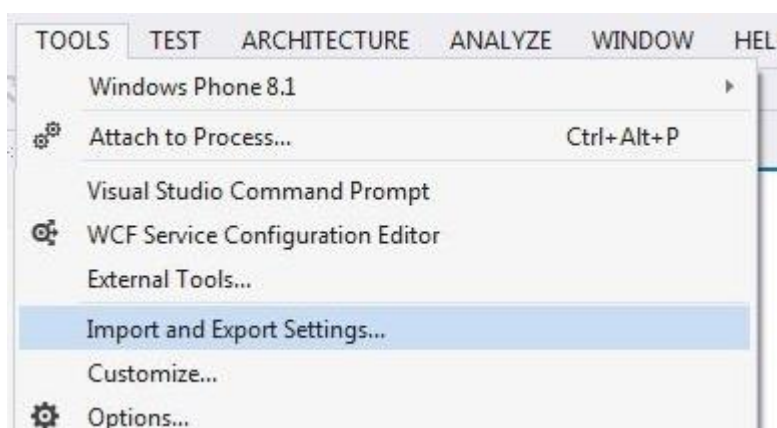 TOOLS TEST ARCHITECTURE ANALYZE WINDOW HEL
Windows Phone 8.1
Attach to Process... Ctrl+Alt+P
Visual Studio Command Prompt
WCF Service Configuration Editor
External Tools...
Import and Export Settings...
Customize...
Options...